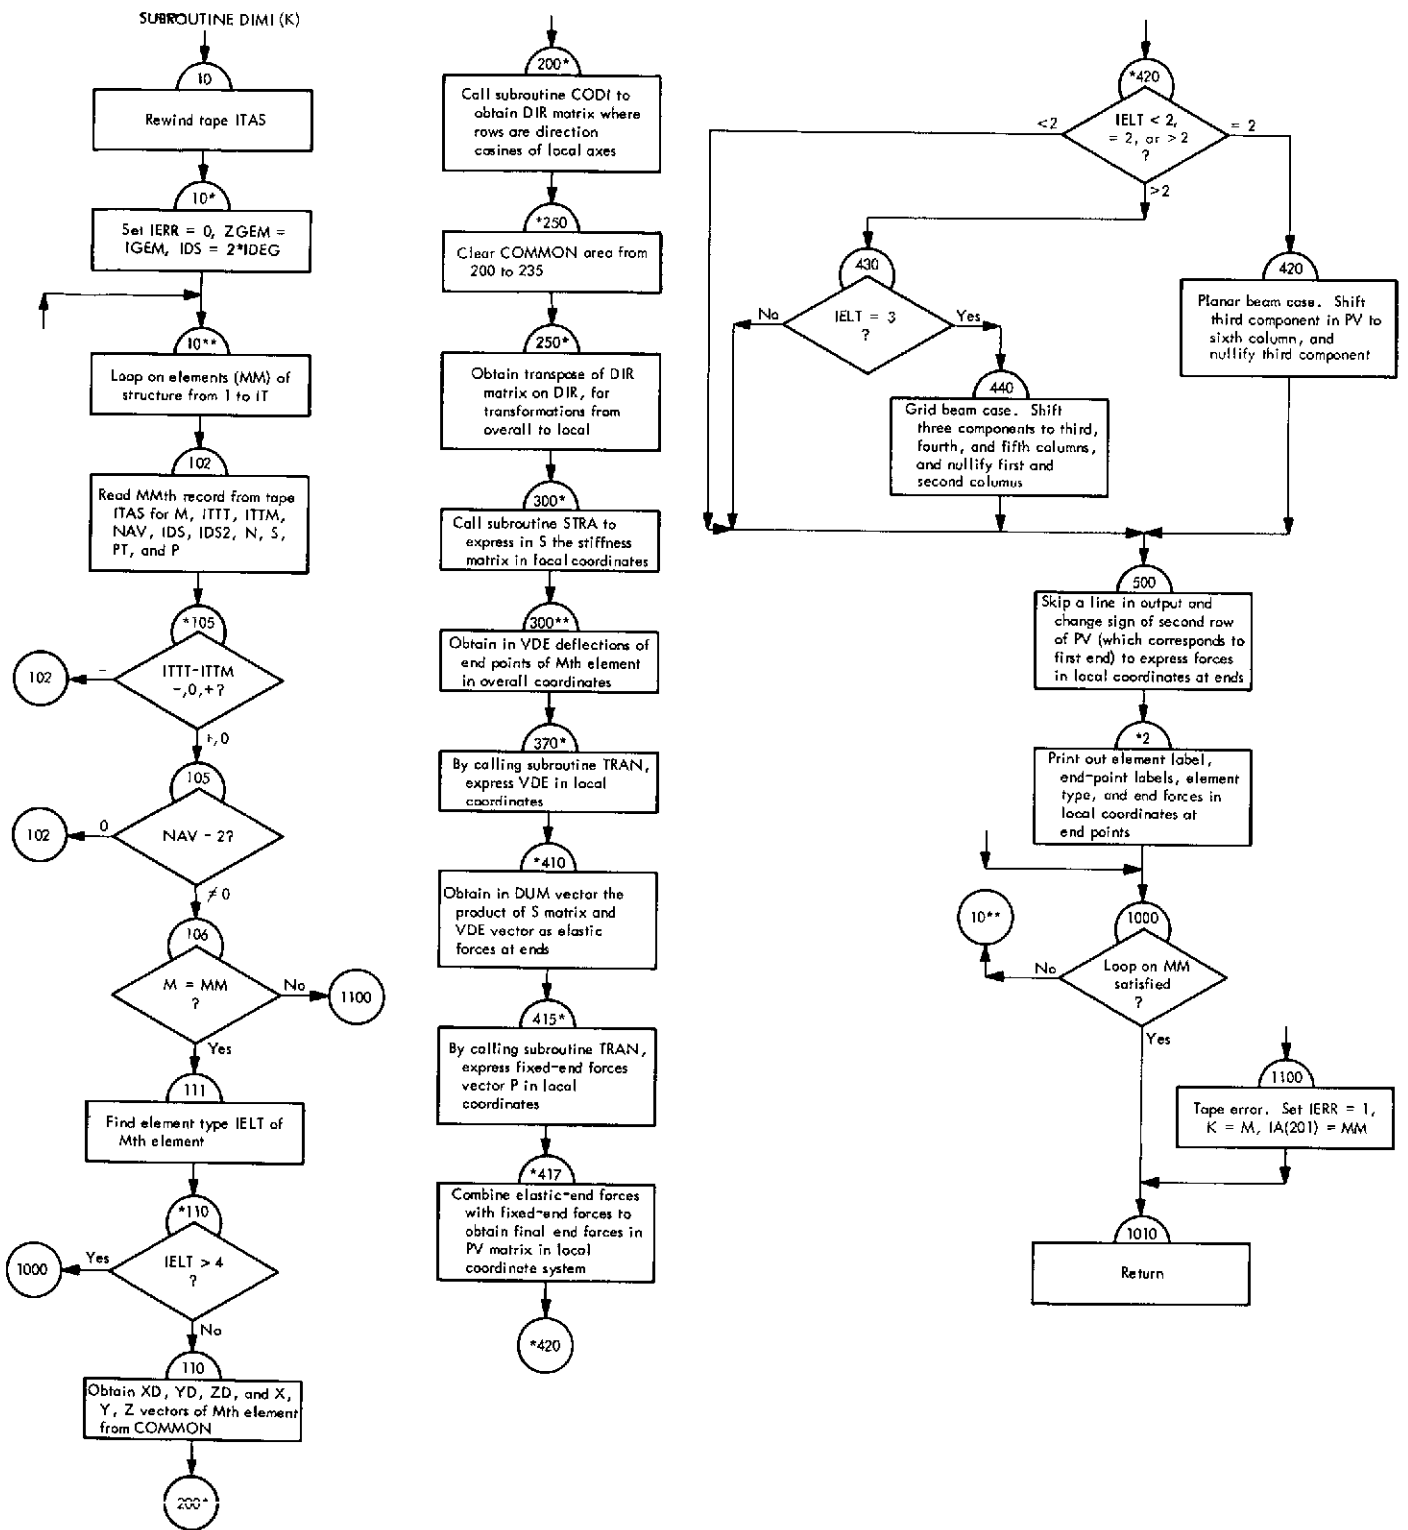 SUBROUTINE DIMI (K)
10
Rewind tape ITAS
10*
Set IERR = 0, ZGEM =
IGEM, IDS = 2*IDEG
10**
Loop on elements (MM) of
structure from 1 to IT
102
Read MMth record from tape
ITAS for M, ITTT, ITTM,
NAV, IDS, IDS2, N, S,
PT, and P
*105
ITTT-ITTM
-,0,+?
-
102
+,0
105
NAV - 2?
0
102
≠ 0
106
M = MM
?
No
1100
Yes
111
Find element type IELT of
Mth element
*110
IELT > 4
?
Yes
1000
No
110
Obtain XD, YD, ZD, and X,
Y, Z vectors of Mth element
from COMMON
200*
200*
Call subroutine CODI to
obtain DIR matrix where
rows are direction
cosines of local axes
*250
Clear COMMON area from
200 to 235
250*
Obtain transpose of DIR
matrix on DIR, for
transformations from
overall to local
300*
Call subroutine STRA to
express in S the stiffness
matrix in local coordinates
300**
Obtain in VDE deflections of
end points of Mth element
in overall coordinates
370*
By calling subroutine TRAN,
express VDE in local
coordinates
*410
Obtain in DUM vector the
product of S matrix and
VDE vector as elastic
forces at ends
415*
By calling subroutine TRAN,
express fixed-end forces
vector P in local
coordinates
*417
Combine elastic-end forces
with fixed-end forces to
obtain final end forces in
PV matrix in local
coordinate system
*420
*420
IELT < 2,
= 2, or > 2
?
<2
= 2
>2
430
IELT = 3
?
No
Yes
420
Planar beam case. Shift
third component in PV to
sixth column, and
nullify third component
440
Grid beam case. Shift
three components to third,
fourth, and fifth columns,
and nullify first and
second columus
500
Skip a line in output and
change sign of second row
of PV (which corresponds to
first end) to express forces
in local coordinates at ends
*2
Print out element label,
end-point labels, element
type, and end forces in
local coordinates at
end points
10**
1000
Loop on MM
satisfied
?
No
Yes
1100
Tape error. Set IERR = 1,
K = M, IA(201) = MM
1010
Return